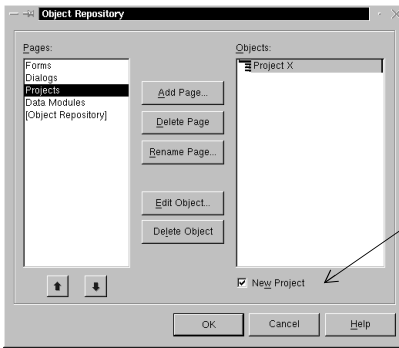 Object Repository
Pages:
Objects:
Forms
Dialogs
Projects
Data Modules
[Object Repository]
Add Page...
Delete Page
Rename Page...
Edit Object...
Delete Object
Project X
New Project
OK
Cancel
Help